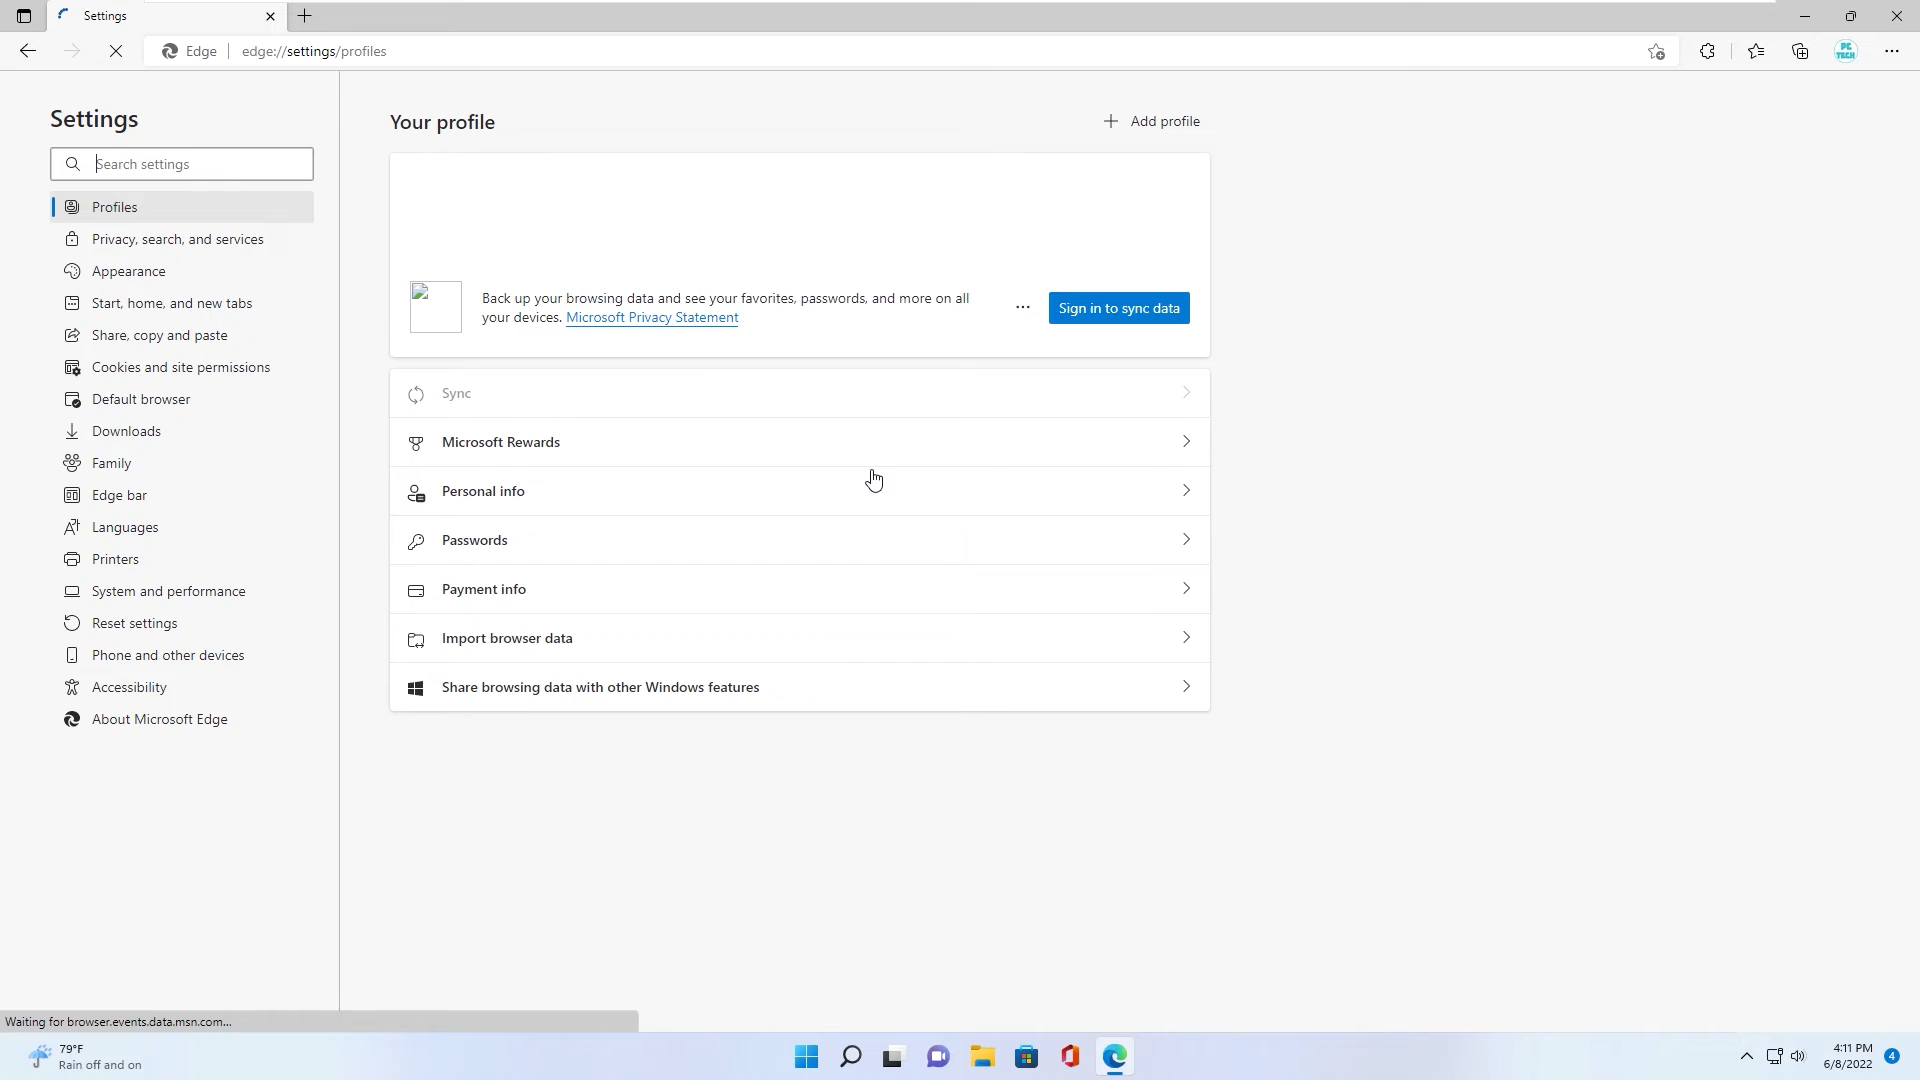 Settings
Edge
edge://settings/profiles
PC
TECH
Settings
Search settings
Profiles
Privacy, search, and services
Appearance
Start, home, and new tabs
Share, copy and paste
Cookies and site permissions
Default browser
Downloads
Family
Edge bar
Languages
Printers
System and performance
Reset settings
Phone and other devices
Accessibility
About Microsoft Edge
Your profile
Add profile
Back up your browsing data and see your favorites, passwords, and more on all
your devices. Microsoft Privacy Statement
Sign in to sync data
Sync
Microsoft Rewards
Personal info
Passwords
Payment info
Import browser data
Share browsing data with other Windows features
Waiting for browser.events.data.msn.com...
79°F
Rain off and on
4:11 PM
6/8/2022
4